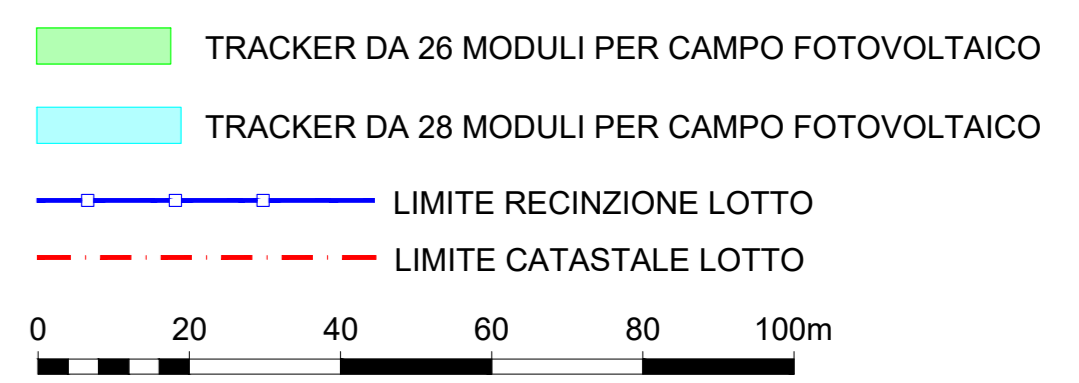 TRACKER DA 26 MODULI PER CAMPO FOTOVOLTAICO
TRACKER DA 28 MODULI PER CAMPO FOTOVOLTAICO
LIMITE RECINZIONE LOTTO
LIMITE CATASTALE LOTTO
0 20 40 60 80 100m